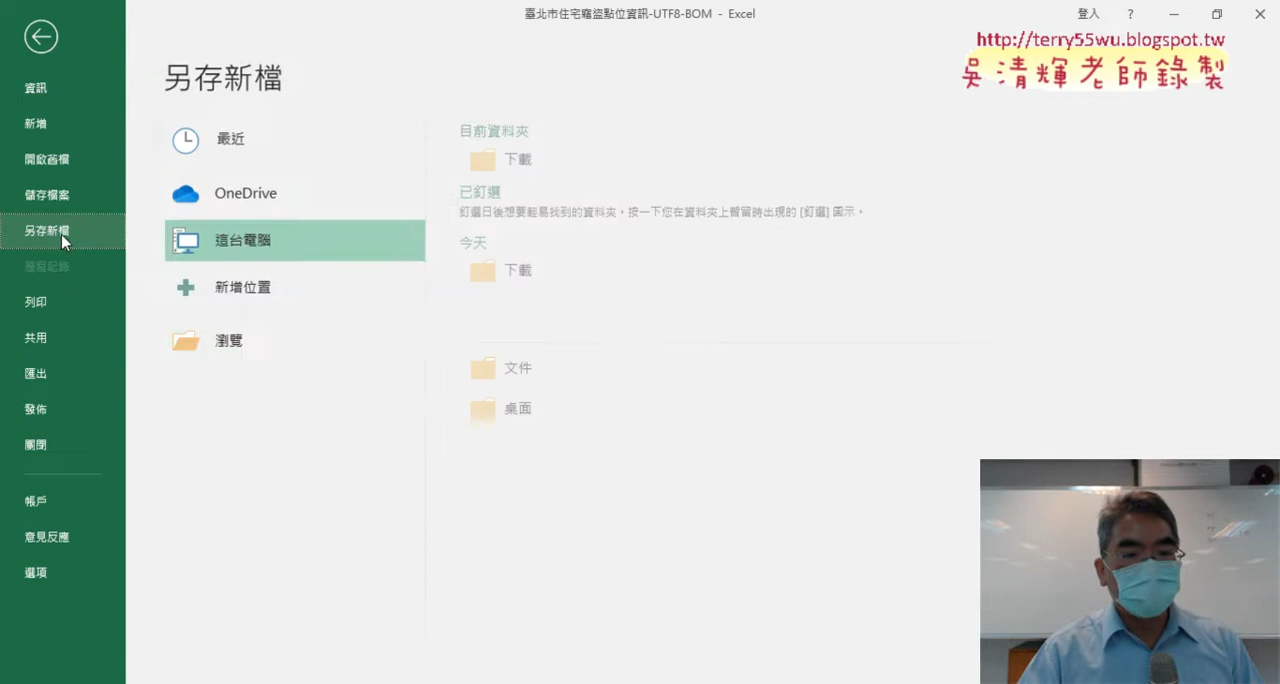 臺北市住宅竊盜點位資訊-UTF8-BOM - Excel
登入
?
http://terry55wu.blogspot.tw
吳清輝老師錄製
資訊
新增
開啟舊檔
儲存檔案
另存新檔
歷程記錄
列印
共用
匯出
發佈
關閉
帳戶
意見反應
選項
另存新檔
最近
OneDrive
這台電腦
新增位置
瀏覽
目前資料夾
下載
已釘選
釘選日後想要輕易找到的資料夾。按一下您在資料夾上暫留時出現的 [釘選] 圖示。
今天
下載
文件
桌面